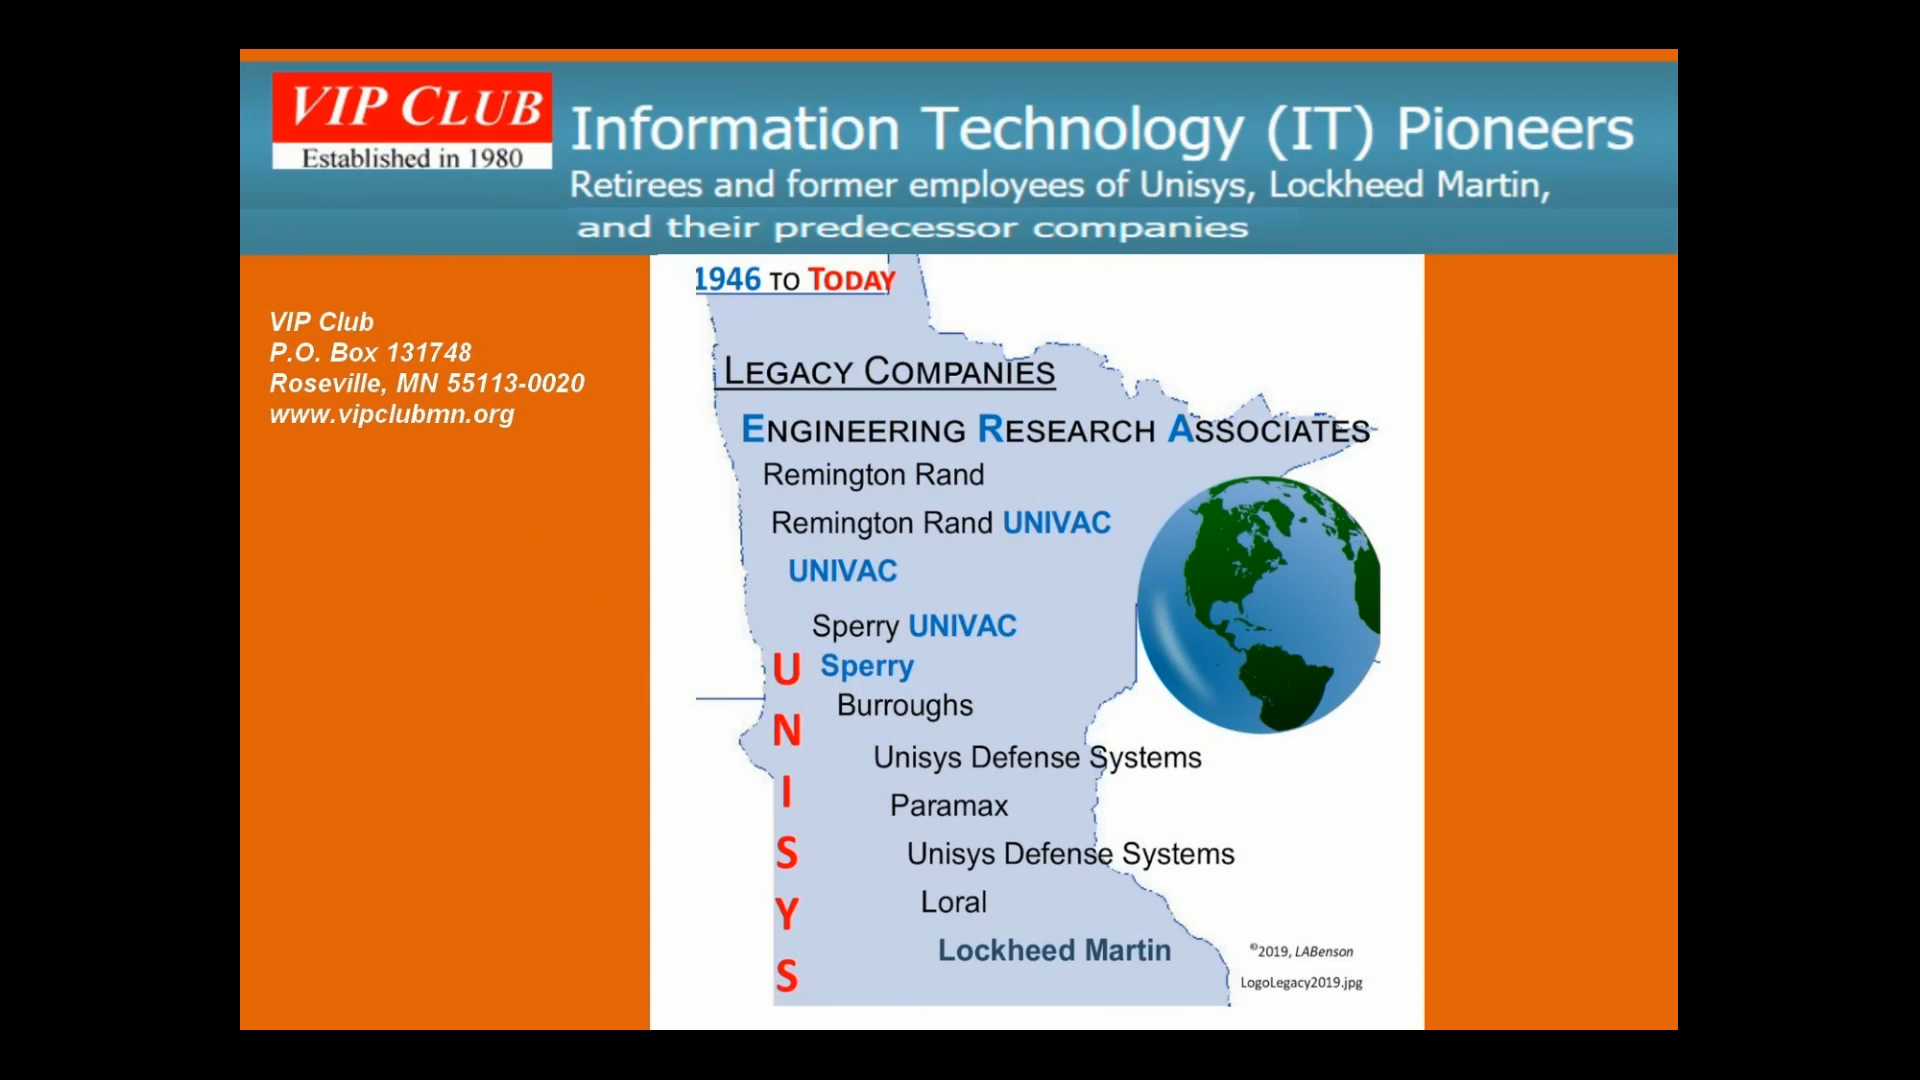 VIP CLUB
Established in 1980
Information Technology (IT) Pioneers
Retirees and former employees of Unisys, Lockheed Martin,
and their predecessor companies
VIP Club
P.O. Box 131748
Roseville, MN 55113-0020
www.vipclubmn.org
1946 TO TODAY
LEGACY COMPANIES
ENGINEERING RESEARCH ASSOCIATES
Remington Rand
Remington Rand UNIVAC
UNIVAC
Sperry UNIVAC
Sperry
Burroughs
Unisys Defense Systems
Paramax
Unisys Defense Systems
Loral
Lockheed Martin
UNISYS
©2019, LABenson
LogoLegacy2019.jpg